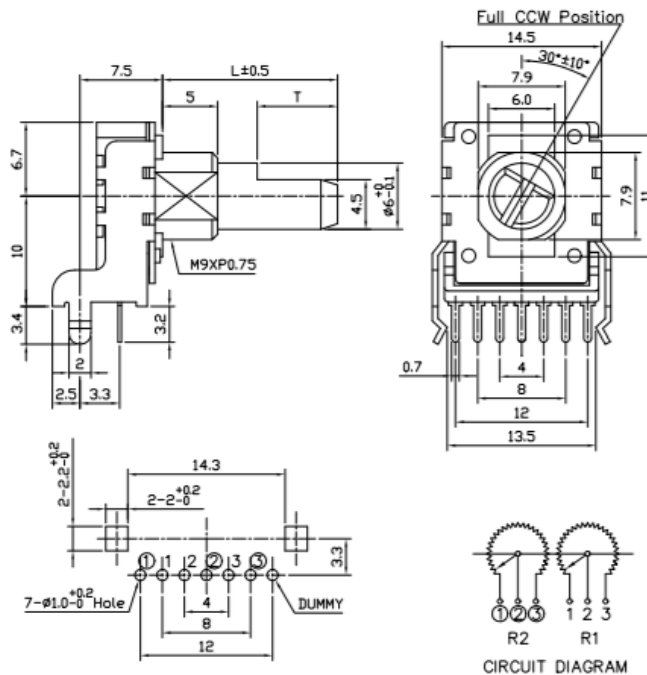 Full CCW Position
14.5
30°±10°
7.9
6.0
7.5
L±0.5
5
T
6.7
10
3.4
4.5
ø6+0-0.1
7.9
11
M9XP0.75
3.2
2
2.5
3.3
0.7
4
8
12
13.5
2-2.2+0.2-0
14.3
2-2+0.2-0
3.3
① 1 2 ② 3 ③
7-ø1.0+0.2-0 Hole
DUMMY
4
8
12
① ② ③ 1 2 3
R2 R1
CIRCUIT DIAGRAM